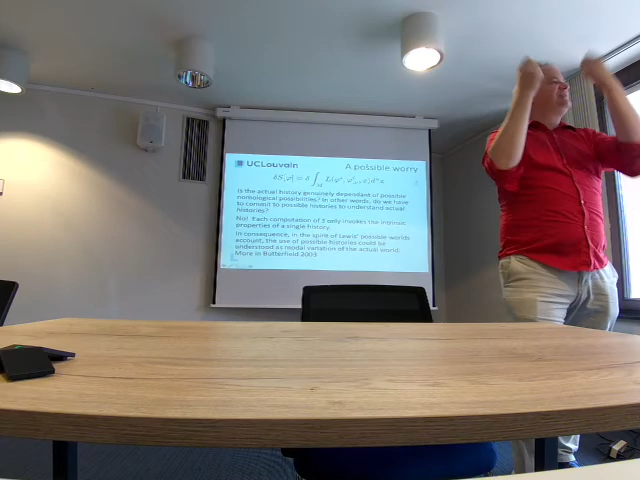 UCLouvain
A possible worry
Is the actual history genuinely dependant of possible
nomological possibilities? In other words, do we have
to commit to possible histories to understand actual
histories?
No! Each computation of S only invokes the intrinsic
properties of a single history.
In consequence, in the spirit of Lewis' possible worlds
account, the use of possible histories could be
understood as modal variation of the actual world.
More in Butterfield 2003